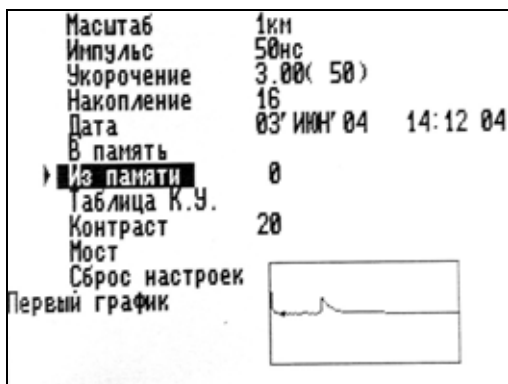 Масштаб 1км
Импульс 50нс
Укорочение 3.00( 50)
Накопление 16
Дата 03' ИЮН' 04 14:12 04
В память
Из памяти 0
Таблица К.У.
Контраст 20
Мост
Сброс настроек
Первый график